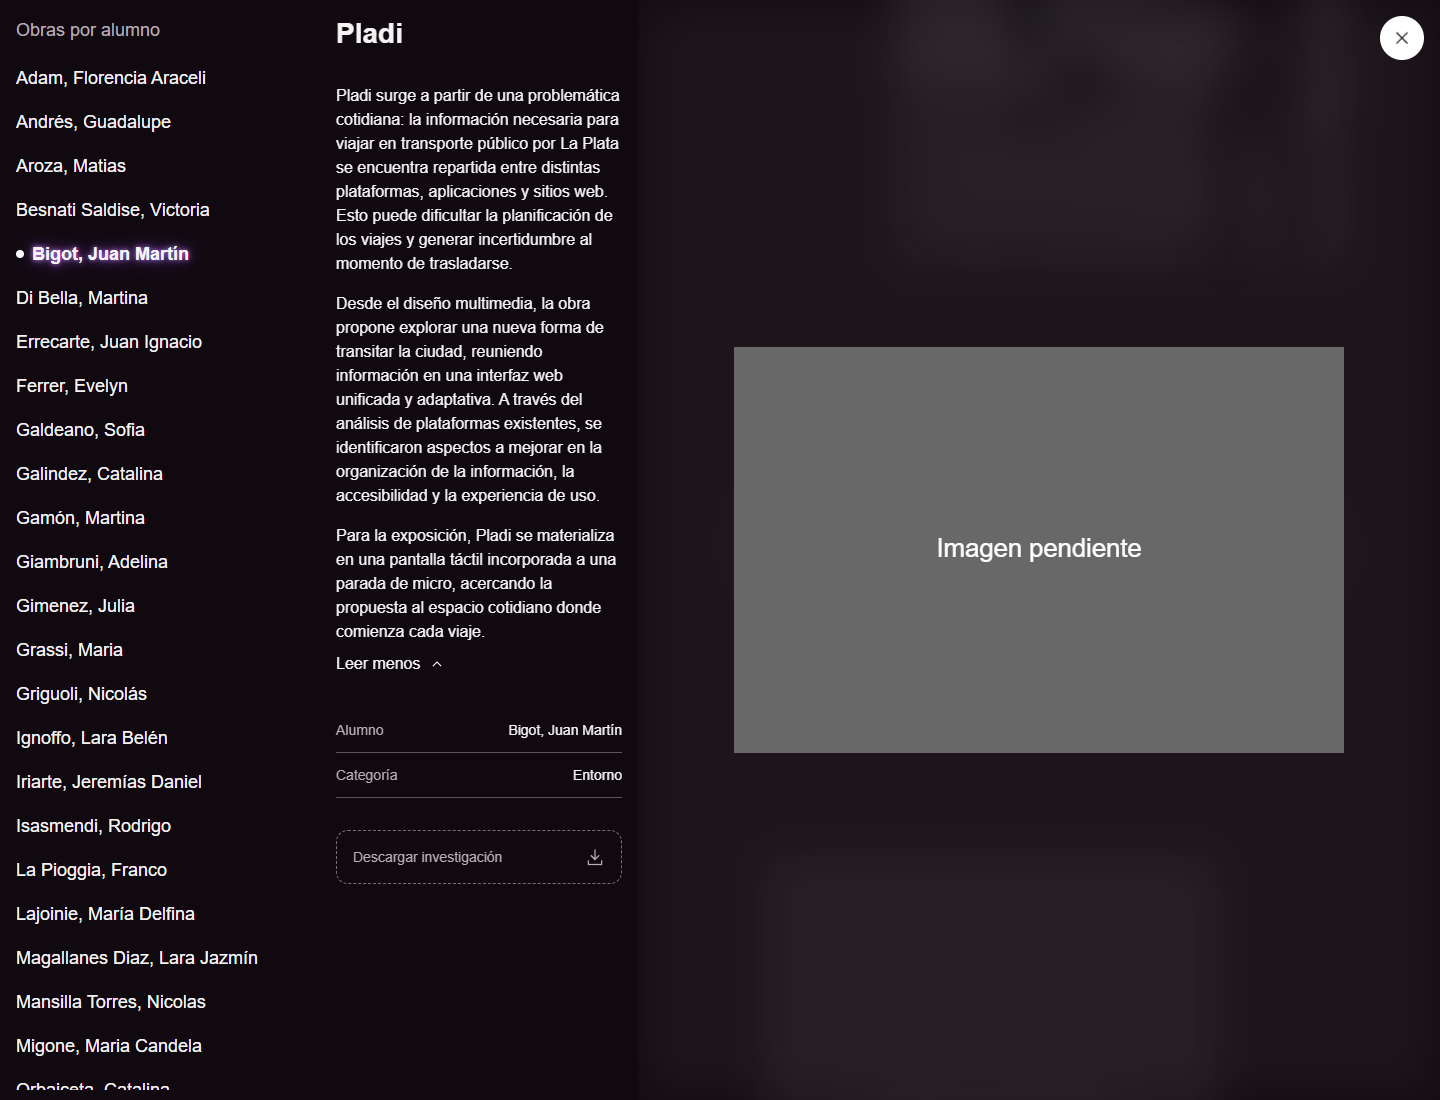 Obras por alumno
Adam, Florencia Araceli
Andrés, Guadalupe
Aroza, Matias
Besnati Saldise, Victoria
Bigot, Juan Martín
Di Bella, Martina
Errecarte, Juan Ignacio
Ferrer, Evelyn
Galdeano, Sofia
Galindez, Catalina
Gamón, Martina
Giambruni, Adelina
Gimenez, Julia
Grassi, Maria
Griguoli, Nicolás
Ignoffo, Lara Belén
Iriarte, Jeremías Daniel
Isasmendi, Rodrigo
La Pioggia, Franco
Lajoinie, María Delfina
Magallanes Diaz, Lara Jazmín
Mansilla Torres, Nicolas
Migone, Maria Candela
Orbaiceta, Catalina
Pladi
Pladi surge a partir de una problemática
cotidiana: la información necesaria para
viajar en transporte público por La Plata
se encuentra repartida entre distintas
plataformas, aplicaciones y sitios web.
Esto puede dificultar la planificación de
los viajes y generar incertidumbre al
momento de trasladarse.
Desde el diseño multimedia, la obra
propone explorar una nueva forma de
transitar la ciudad, reuniendo
información en una interfaz web
unificada y adaptativa. A través del
análisis de plataformas existentes, se
identificaron aspectos a mejorar en la
organización de la información, la
accesibilidad y la experiencia de uso.
Para la exposición, Pladi se materializa
en una pantalla táctil incorporada a una
parada de micro, acercando la
propuesta al espacio cotidiano donde
comienza cada viaje.
Leer menos
Alumno Bigot, Juan Martín
Categoría Entorno
Descargar investigación
Imagen pendiente